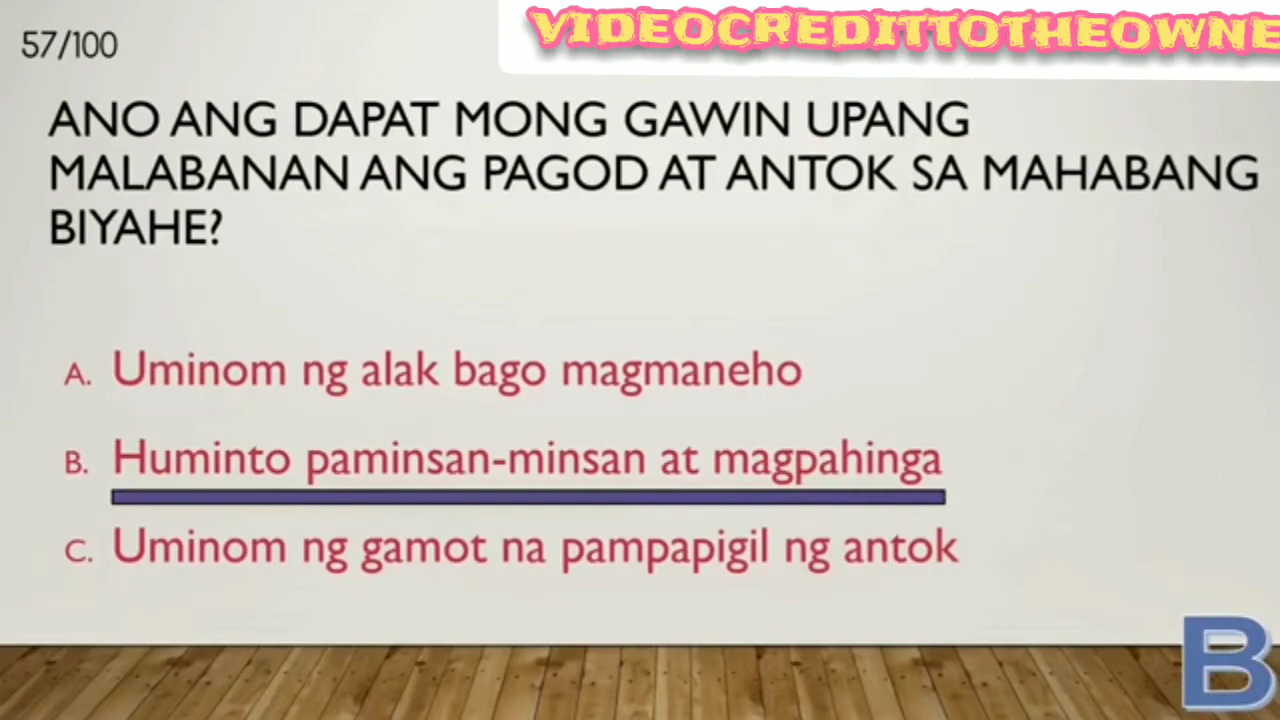 57/100
VIDEOCREDITTOTHEOWNE
ANO ANG DAPAT MONG GAWIN UPANG
MALABANAN ANG PAGOD AT ANTOK SA MAHABANG
BIYAHE?
A. Uminom ng alak bago magmaneho
B. Huminto paminsan-minsan at magpahinga
C. Uminom ng gamot na pampapigil ng antok
B